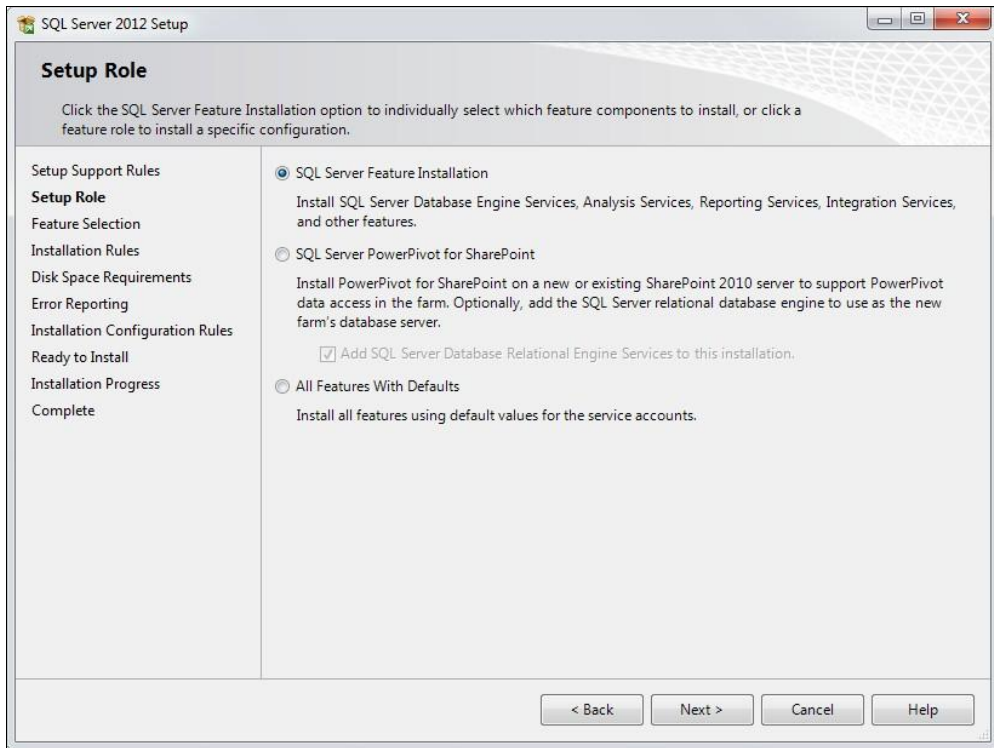 SQL Server 2012 Setup
Setup Role
Click the SQL Server Feature Installation option to individually select which feature components to install, or click a
feature role to install a specific configuration.
Setup Support Rules
Setup Role
Feature Selection
Installation Rules
Disk Space Requirements
Error Reporting
Installation Configuration Rules
Ready to Install
Installation Progress
Complete
SQL Server Feature Installation
Install SQL Server Database Engine Services, Analysis Services, Reporting Services, Integration Services,
and other features.
SQL Server PowerPivot for SharePoint
Install PowerPivot for SharePoint on a new or existing SharePoint 2010 server to support PowerPivot
data access in the farm. Optionally, add the SQL Server relational database engine to use as the new
farm's database server.
Add SQL Server Database Relational Engine Services to this installation.
All Features With Defaults
Install all features using default values for the service accounts.
< Back
Next >
Cancel
Help